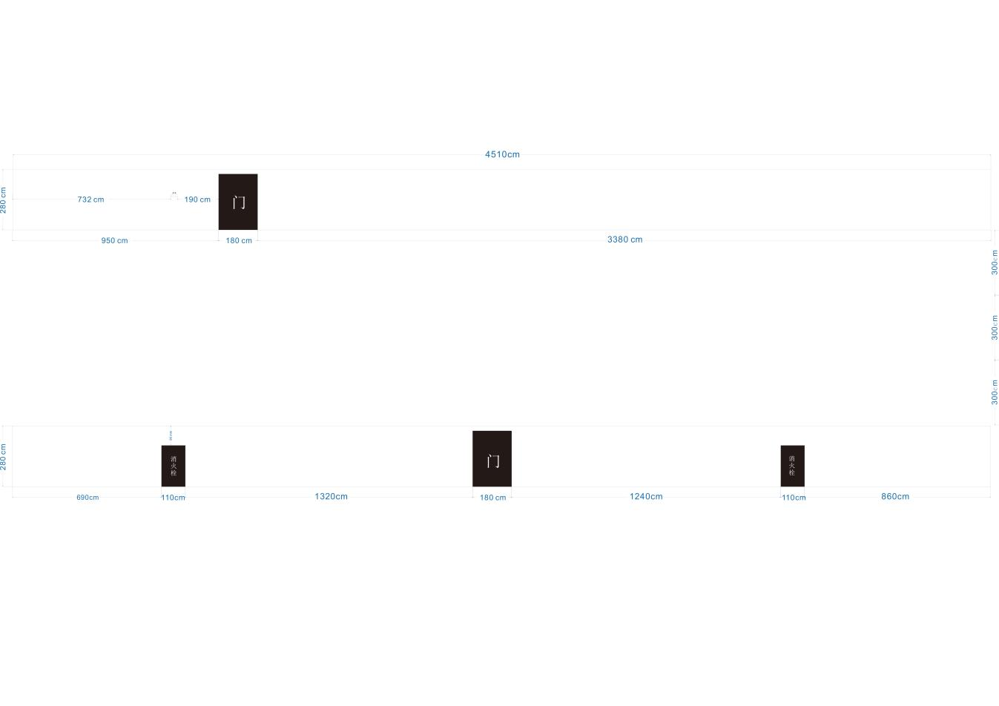 4510cm
280 cm
732 cm
190 cm
门
950 cm
180 cm
3380 cm
300cm
300cm
300cm
280 cm
消火栓
门
消火栓
690cm
110cm
1320cm
180 cm
1240cm
110cm
860cm